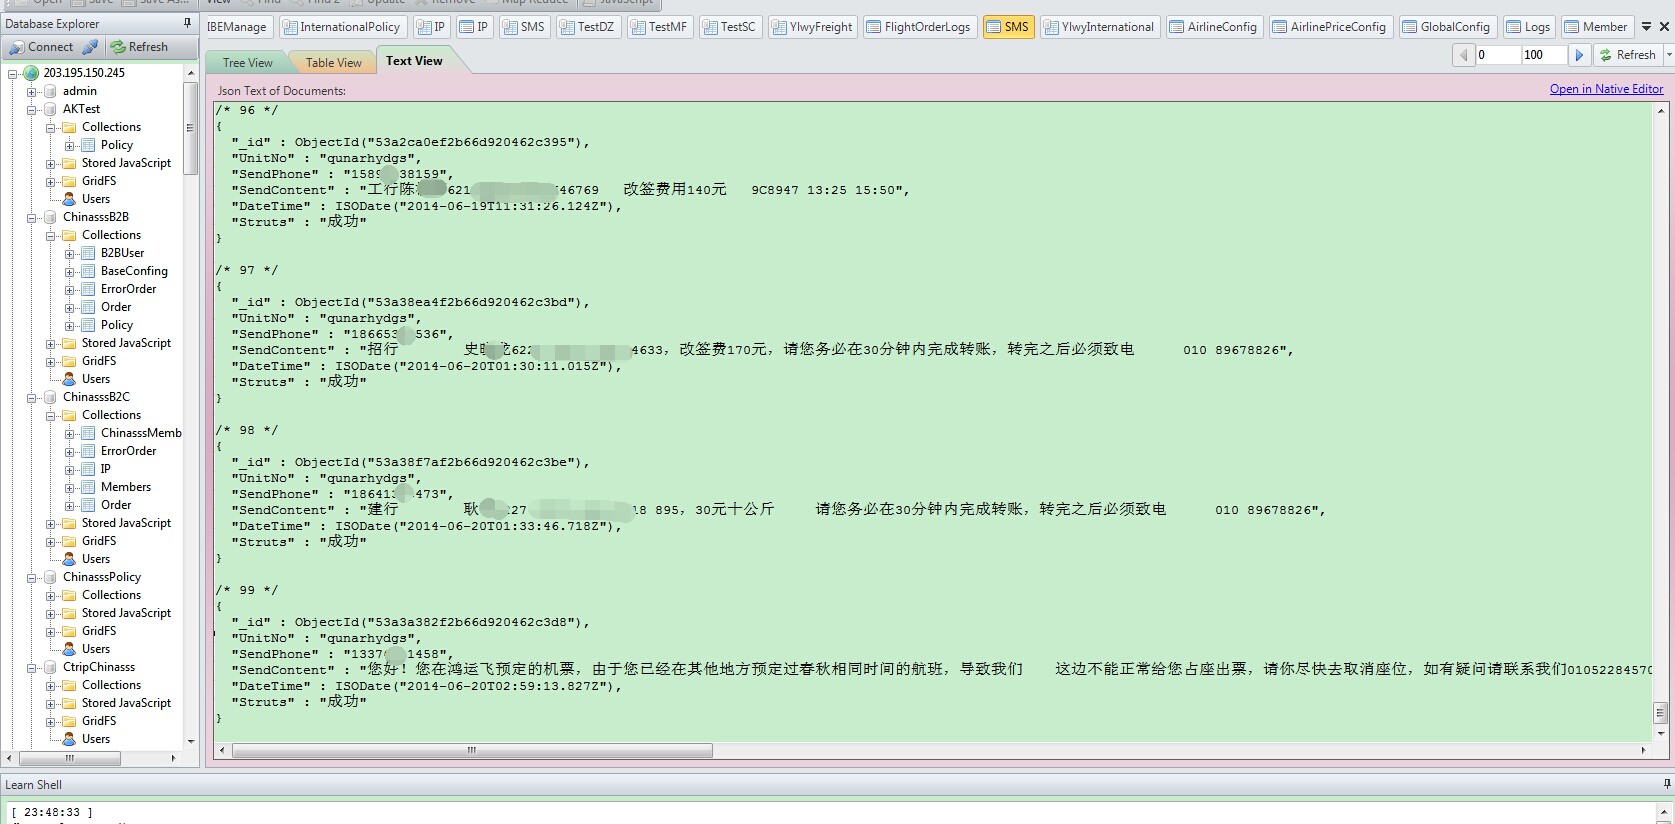 Open Save Save As... View Find Find 2 Update Remove Map Reduce JavaScript
Database Explorer
Connect Refresh
203.195.150.245
admin
AKTest
Collections
Policy
Stored JavaScript
GridFS
Users
ChinasssB2B
Collections
B2BUser
BaseConfing
ErrorOrder
Order
Policy
Stored JavaScript
GridFS
Users
ChinasssB2C
Collections
ChinasssMemb
ErrorOrder
IP
Members
Order
Stored JavaScript
GridFS
Users
ChinasssPolicy
Collections
Stored JavaScript
GridFS
Users
CtripChinasss
Collections
Stored JavaScript
GridFS
Users
IBEManage InternationalPolicy IP IP SMS TestDZ TestMF TestSC YlwyFreight FlightOrderLogs SMS YlwyInternational AirlineConfig AirlinePriceConfig GlobalConfig Logs Member
Tree View Table View Text View
0 100 Refresh
Json Text of Documents: Open in Native Editor
/* 96 */
{
"_id" : ObjectId("53a2ca0ef2b66d920462c395"),
"UnitNo" : "qunarhydgs",
"SendPhone" : "1589 38159",
"SendContent" : "工行陈 621 46769 改签费用140元 9C8947 13:25 15:50",
"DateTime" : ISODate("2014-06-19T11:31:26.124Z"),
"Struts" : "成功"
}
/* 97 */
{
"_id" : ObjectId("53a38ea4f2b66d920462c3bd"),
"UnitNo" : "qunarhydgs",
"SendPhone" : "18665 536",
"SendContent" : "招行 史 62 4633，改签费170元，请您务必在30分钟内完成转账，转完之后必须致电 010 89678826",
"DateTime" : ISODate("2014-06-20T01:30:11.015Z"),
"Struts" : "成功"
}
/* 98 */
{
"_id" : ObjectId("53a38f7af2b66d920462c3be"),
"UnitNo" : "qunarhydgs",
"SendPhone" : "18641 473",
"SendContent" : "建行 耿 227 18 895，30元十公斤 请您务必在30分钟内完成转账，转完之后必须致电 010 89678826",
"DateTime" : ISODate("2014-06-20T01:33:46.718Z"),
"Struts" : "成功"
}
/* 99 */
{
"_id" : ObjectId("53a3a382f2b66d920462c3d8"),
"UnitNo" : "qunarhydgs",
"SendPhone" : "1337 1458",
"SendContent" : "您好！您在鸿运飞预定的机票，由于您已经在其他地方预定过春秋相同时间的航班，导致我们 这边不能正常给您占座出票，请你尽快去取消座位，如有疑问请联系我们01052284570
"DateTime" : ISODate("2014-06-20T02:59:13.827Z"),
"Struts" : "成功"
}
Learn Shell
[ 23:48:33 ]